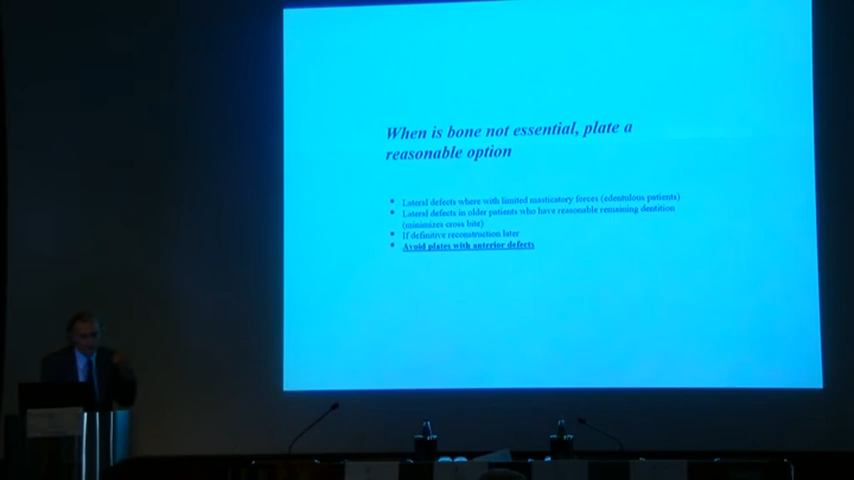 When is bone not essential, plate a
reasonable option
Lateral defects where with limited masticatory forces (edentulous patients)
Lateral defects in older patients who have reasonable remaining dentition
(minimizes cross bite)
If definitive reconstruction later
Avoid plates with anterior defects